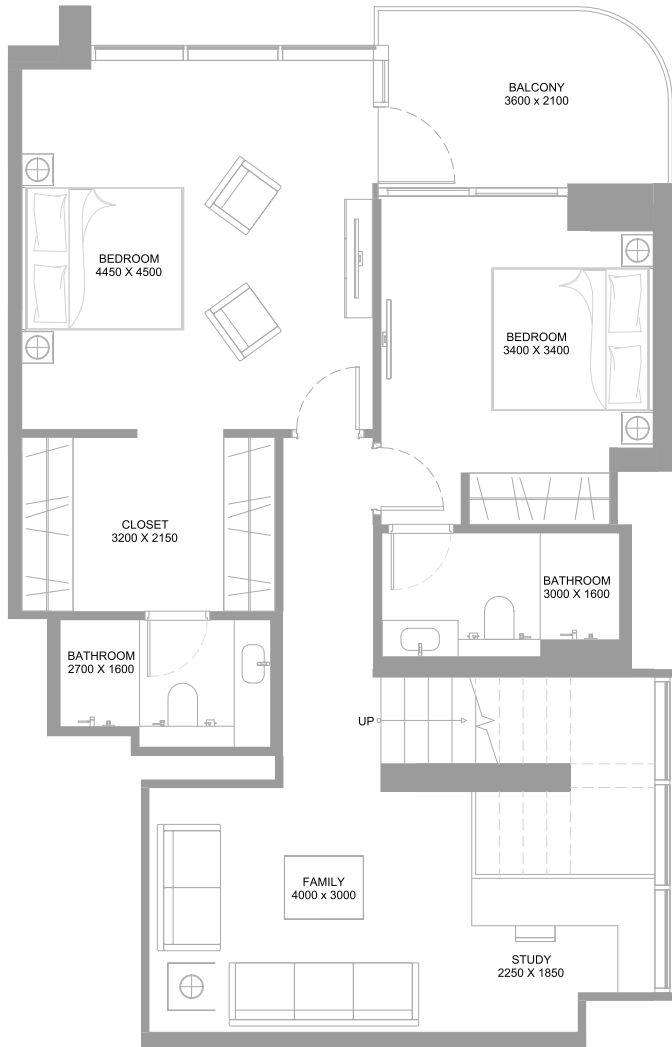 BALCONY
3600 x 2100
BEDROOM
4450 X 4500
BEDROOM
3400 X 3400
CLOSET
3200 X 2150
BATHROOM
3000 X 1600
BATHROOM
2700 X 1600
UP
FAMILY
4000 x 3000
STUDY
2250 X 1850